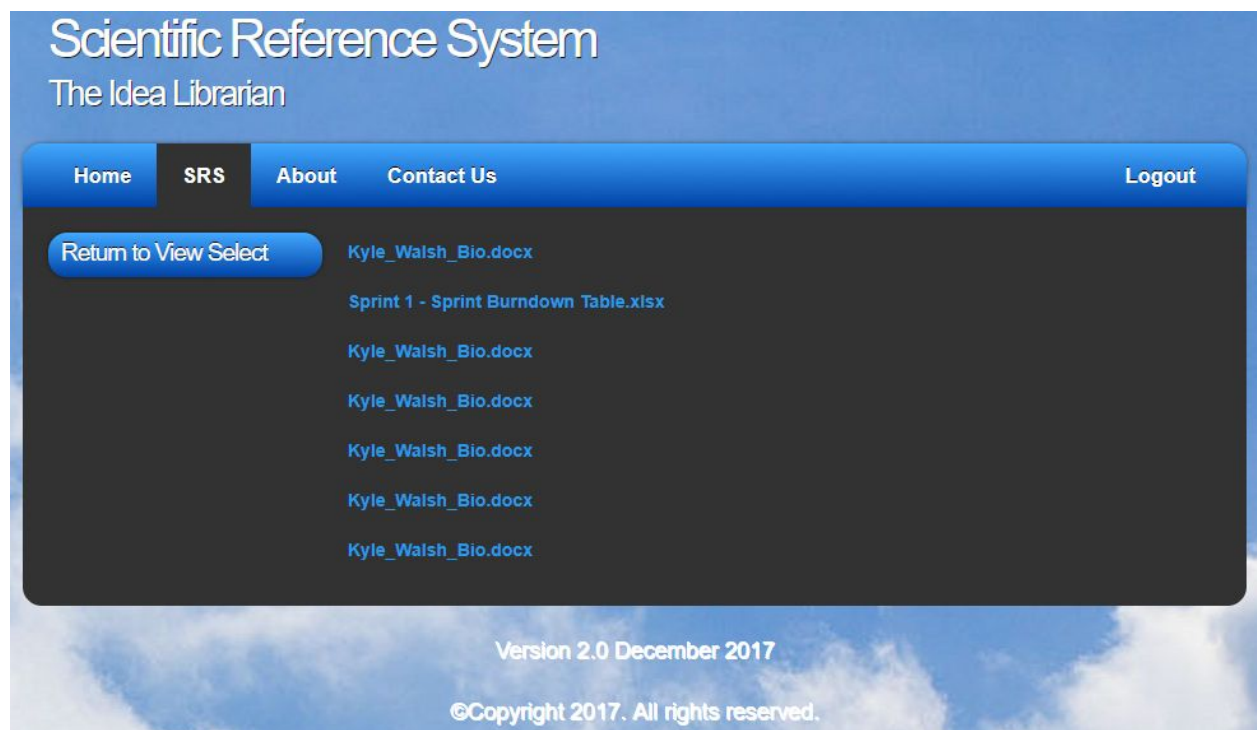 Scientific Reference System
The Idea Librarian
Home SRS About Contact Us Logout
Return to View Select
Kyle_Walsh_Bio.docx
Sprint 1 - Sprint Burndown Table.xlsx
Kyle_Walsh_Bio.docx
Kyle_Walsh_Bio.docx
Kyle_Walsh_Bio.docx
Kyle_Walsh_Bio.docx
Kyle_Walsh_Bio.docx
Version 2.0 December 2017
©Copyright 2017. All rights reserved.